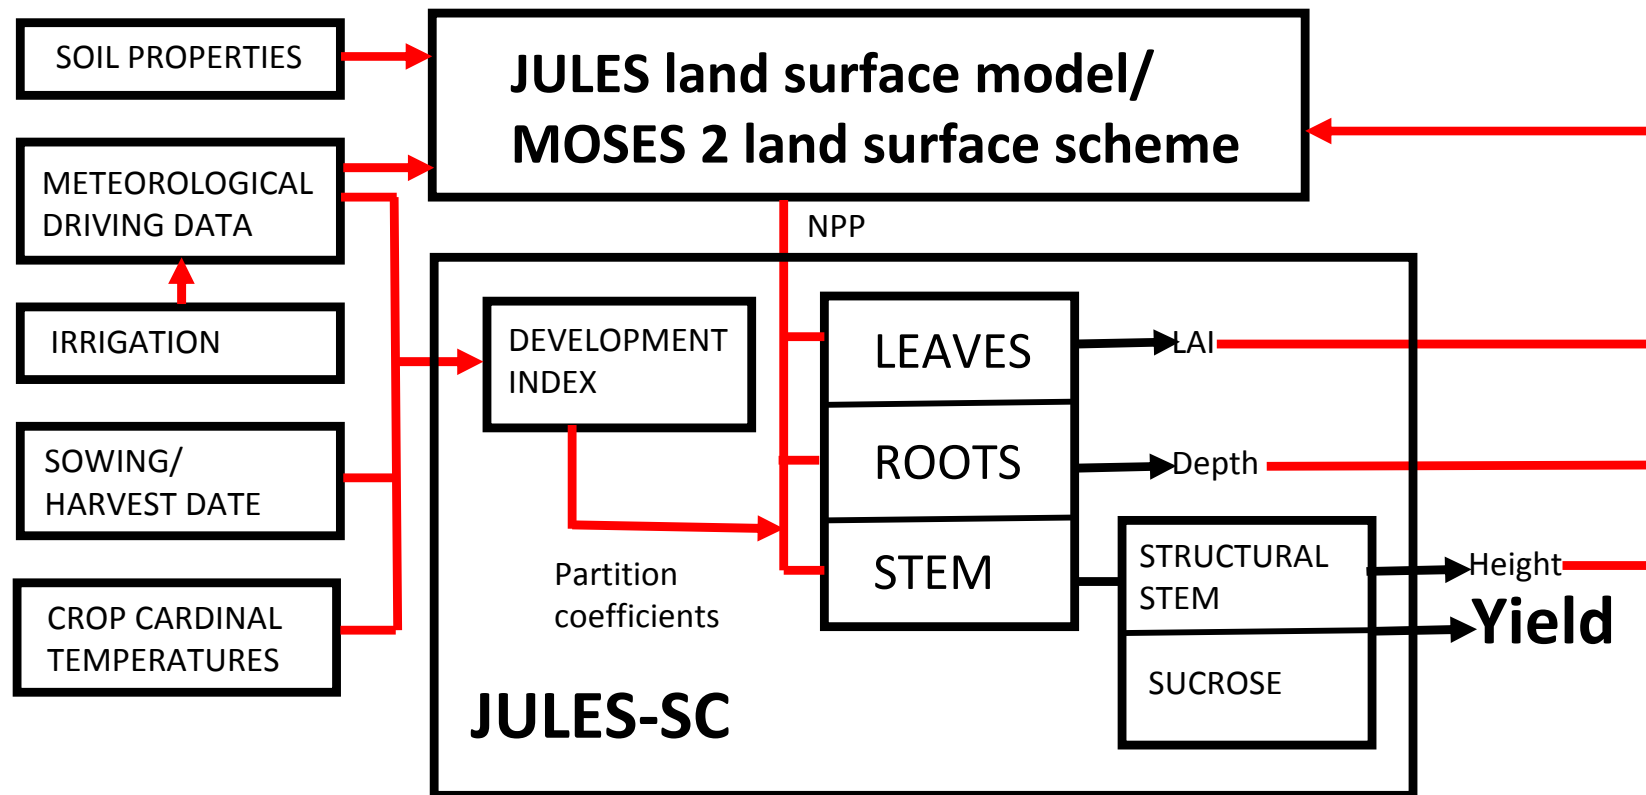 SOIL PROPERTIES
JULES land surface model/
MOSES 2 land surface scheme
METEOROLOGICAL
DRIVING DATA
NPP
IRRIGATION
DEVELOPMENT
INDEX
LEAVES
LAI
SOWING/
HARVEST DATE
ROOTS
Depth
Partition
coefficients
STEM
STRUCTURAL
STEM
Height
Yield
CROP CARDINAL
TEMPERATURES
SUCROSE
JULES-SC